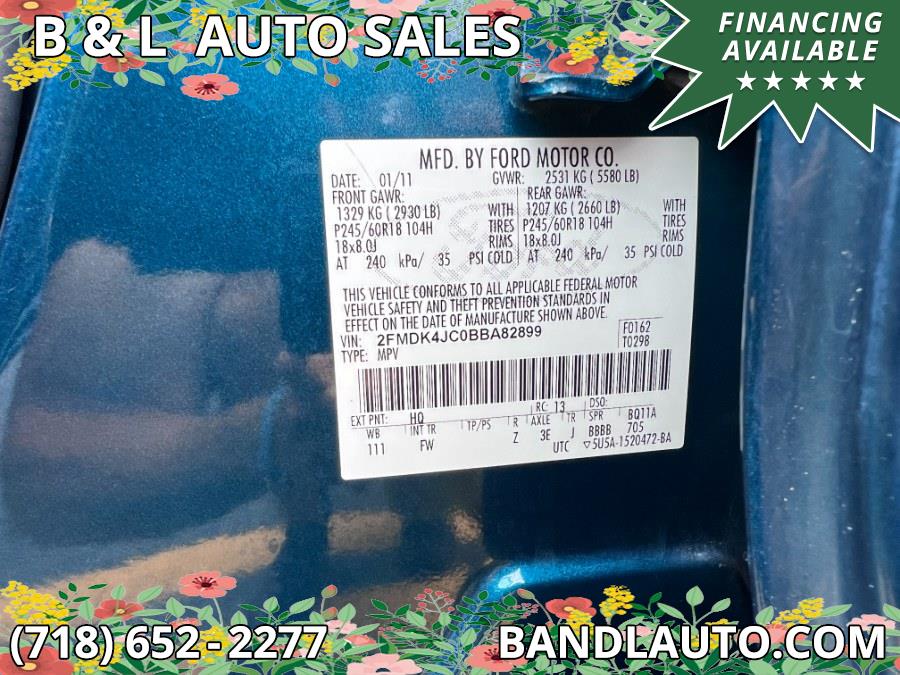 B & L AUTO SALES
FINANCING
AVAILABLE
MFD. BY FORD MOTOR CO.
DATE: 01/11 GVWR: 2531 KG ( 5580 LB)
FRONT GAWR: REAR GAWR:
1329 KG ( 2930 LB) WITH 1207 KG ( 2660 LB) WITH
P245/60R18 104H TIRES P245/60R18 104H TIRES
18x8.0J RIMS 18x8.0J RIMS
AT 240 kPa/ 35 PSI COLD AT 240 kPa/ 35 PSI COLD
THIS VEHICLE CONFORMS TO ALL APPLICABLE FEDERAL MOTOR
VEHICLE SAFETY AND THEFT PREVENTION STANDARDS IN
EFFECT ON THE DATE OF MANUFACTURE SHOWN ABOVE.
VIN: 2FMDK4JC0BBA82899 F0162
TYPE: MPV T0298
EXT PNT: HQ RC: 13 DSO:
WB INT TR TP/PS R AXLE TR SPR BQ11A
111 FW Z 3E J BBBB 705
UTC ▽5U5A-1520472-BA
(718) 652-2277
BANDLAUTO.COM